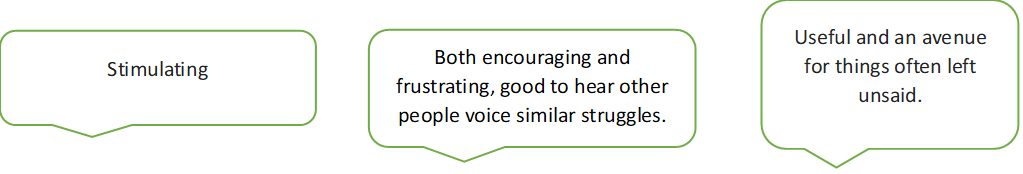 Stimulating
Both encouraging and
frustrating, good to hear other
people voice similar struggles.
Useful and an avenue
for things often left
unsaid.